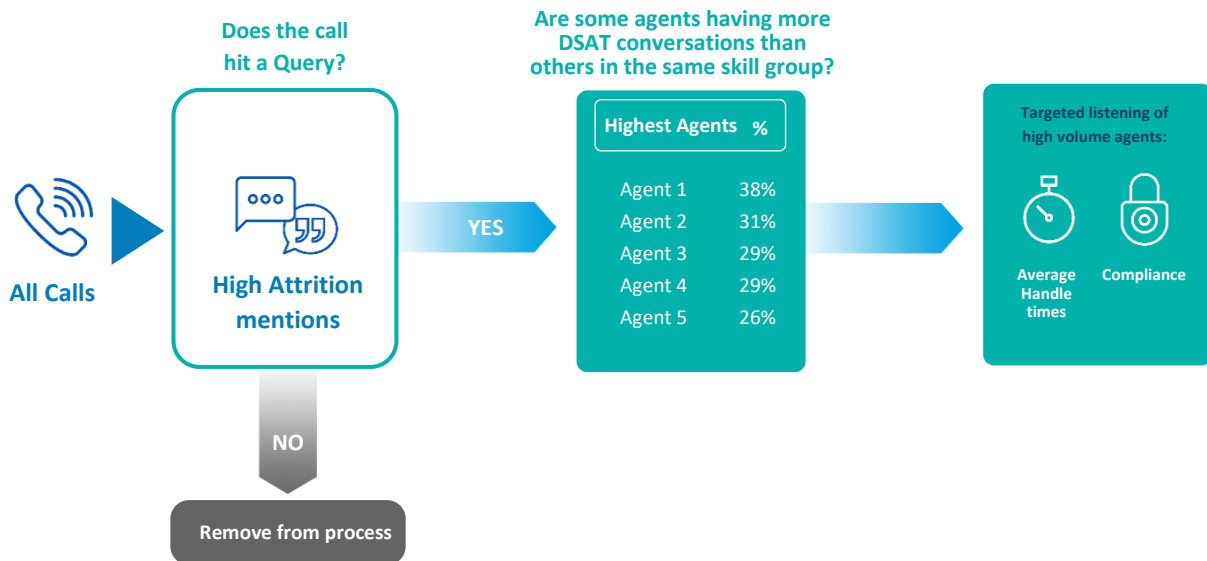 Does the call
hit a Query?
All Calls
High Attrition
mentions
YES
NO
Remove from process
Are some agents having more
DSAT conversations than
others in the same skill group?
Highest Agents %
Agent 1 38%
Agent 2 31%
Agent 3 29%
Agent 4 29%
Agent 5 26%
Targeted listening of
high volume agents:
Average
Handle
times
Compliance